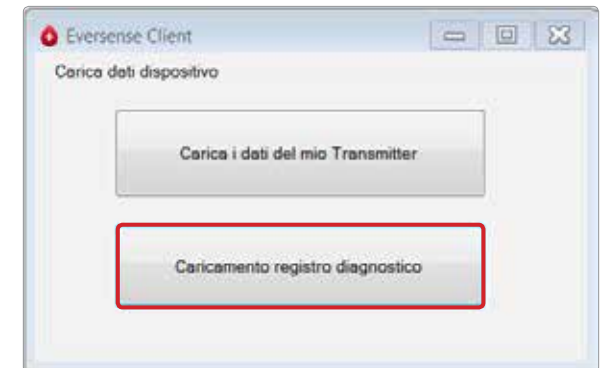 Eversense Client
Carica dati dispositivo
Carica i dati del mio Transmitter
Caricamento registro diagnostico